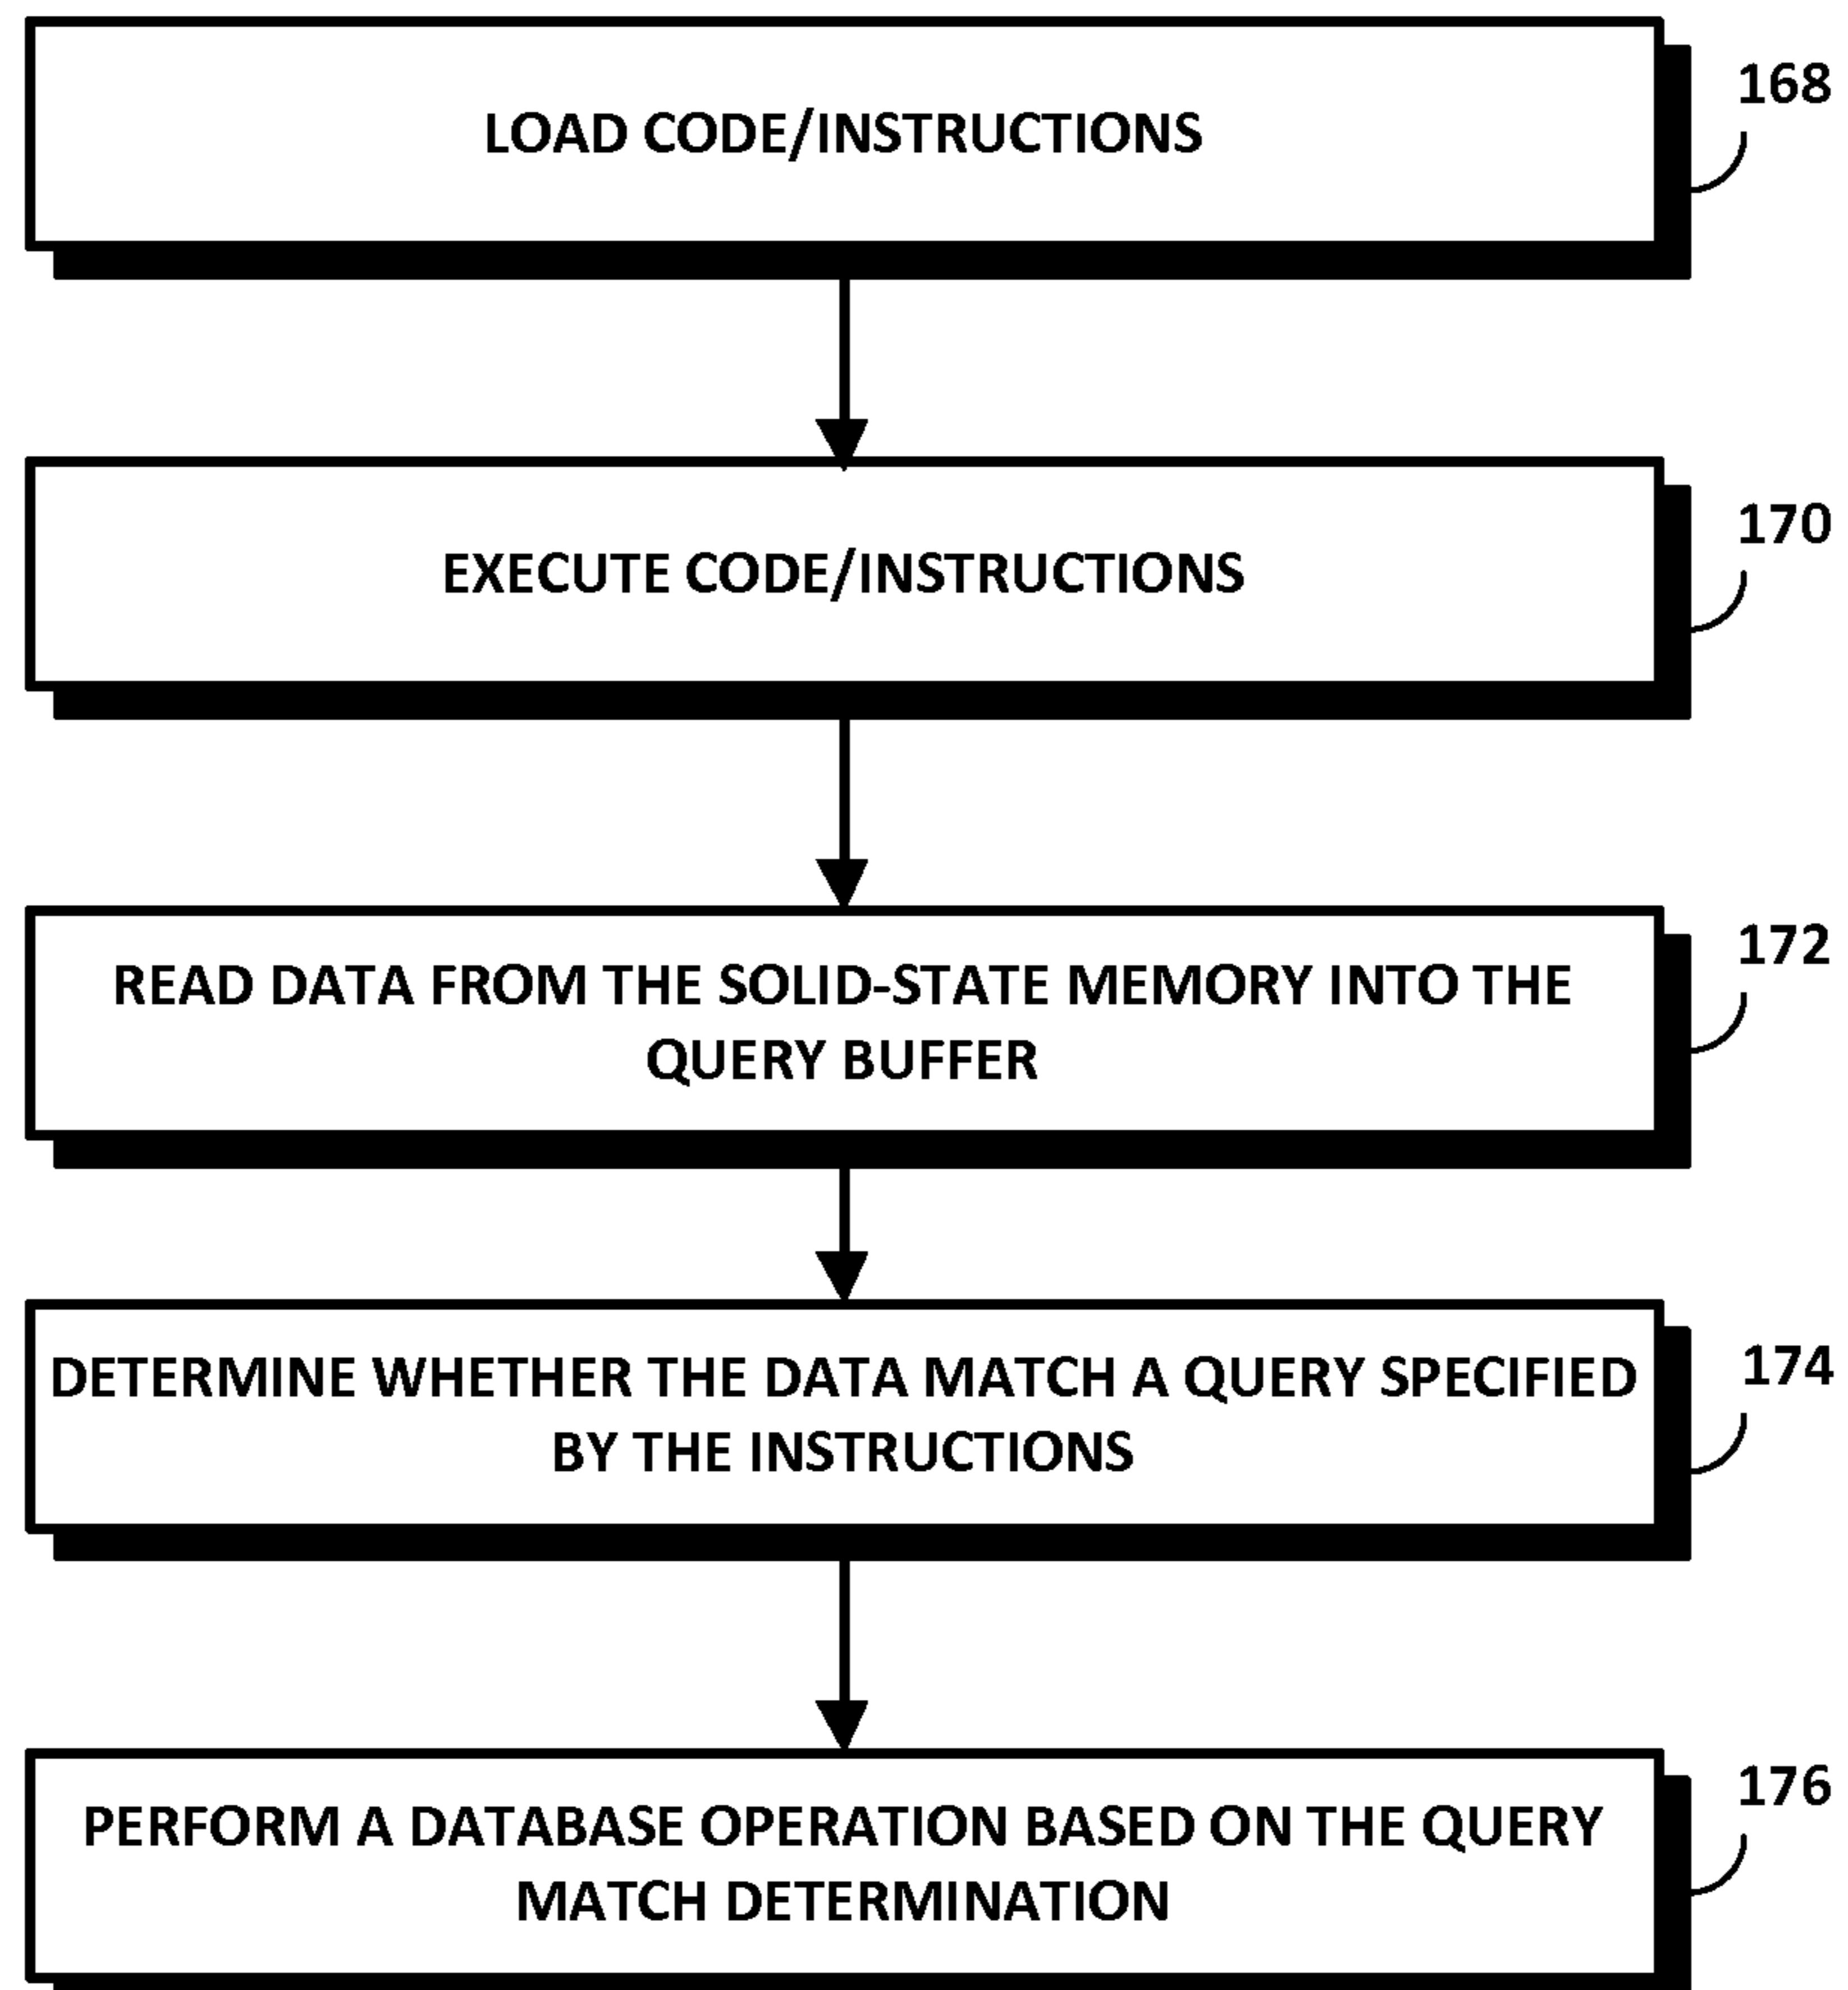 LOAD CODE/INSTRUCTIONS
168
EXECUTE CODE/INSTRUCTIONS
170
READ DATA FROM THE SOLID-STATE MEMORY INTO THE
QUERY BUFFER
172
DETERMINE WHETHER THE DATA MATCH A QUERY SPECIFIED
BY THE INSTRUCTIONS
174
PERFORM A DATABASE OPERATION BASED ON THE QUERY
MATCH DETERMINATION
176